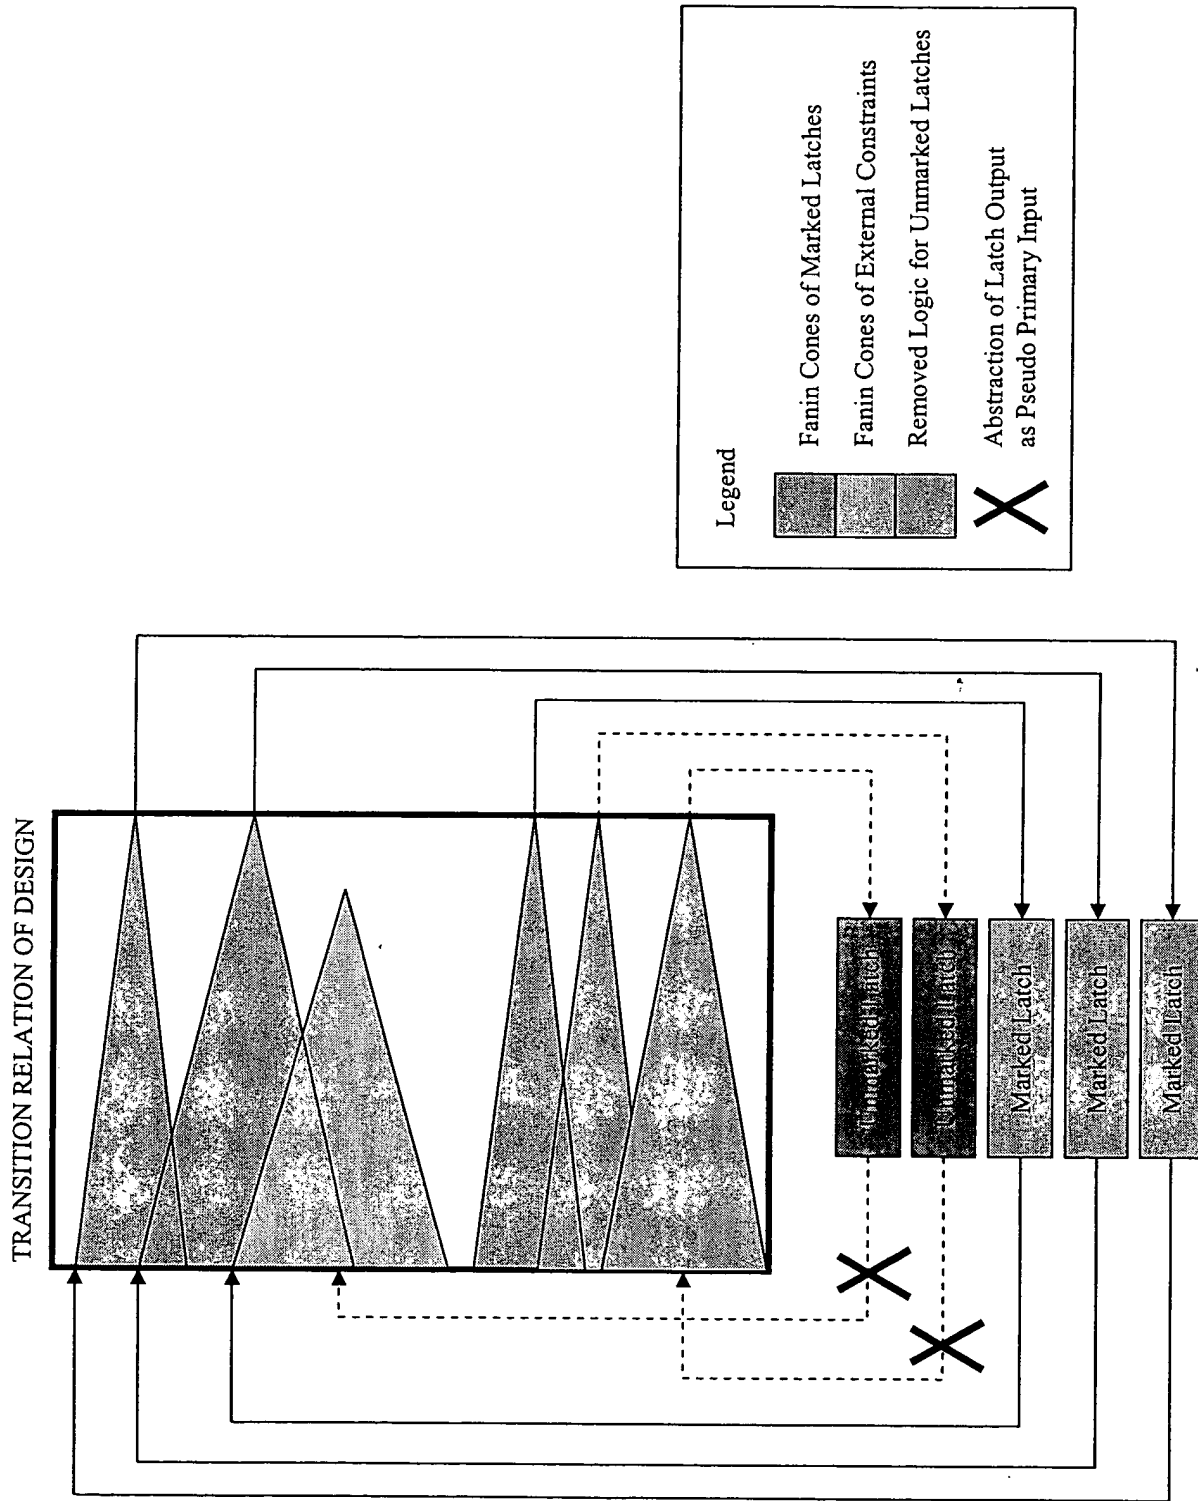 TRANSITION RELATION OF DESIGN
Unmarked Latch
Unmarked Latch
Marked Latch
Marked Latch
Marked Latch
Legend
Fanin Cones of Marked Latches
Fanin Cones of External Constraints
Removed Logic for Unmarked Latches
Abstraction of Latch Output
as Pseudo Primary Input